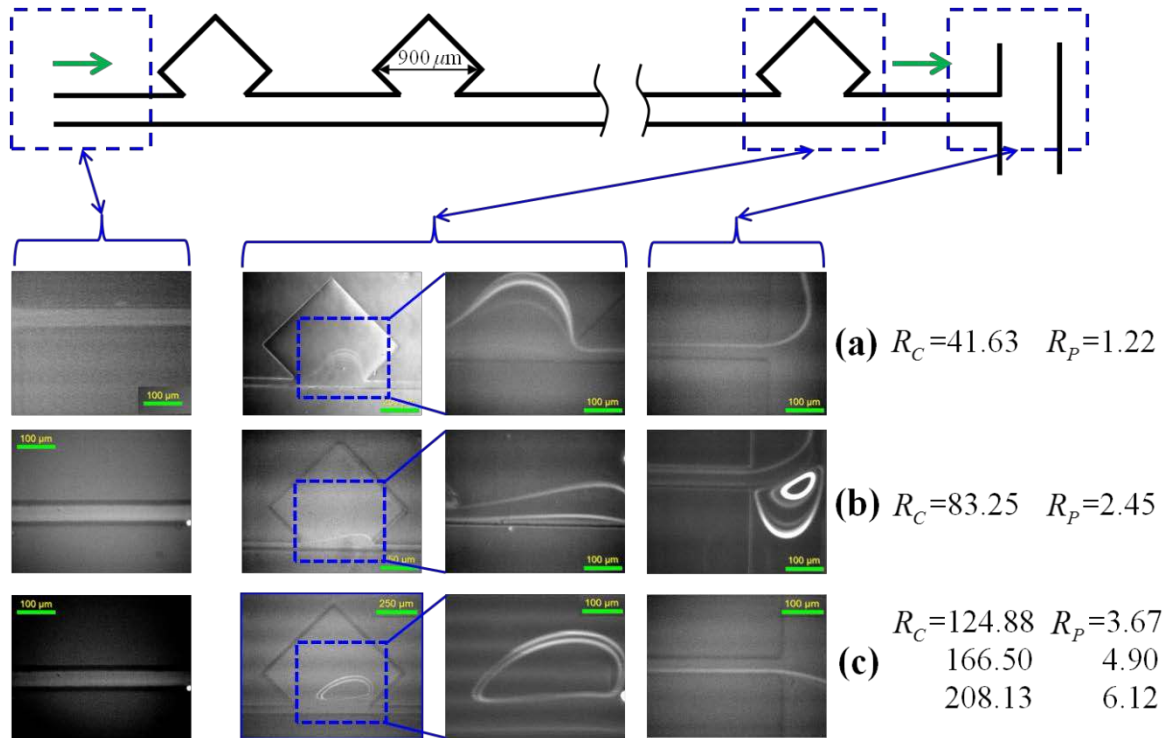 900 μm
100 µm
100 µm
100 µm
(a) R_C=41.63 R_P=1.22
100 µm
100 µm
100 µm
(b) R_C=83.25 R_P=2.45
100 µm
250 µm
100 µm
100 µm
(c) R_C=124.88 R_P=3.67
166.50 4.90
208.13 6.12